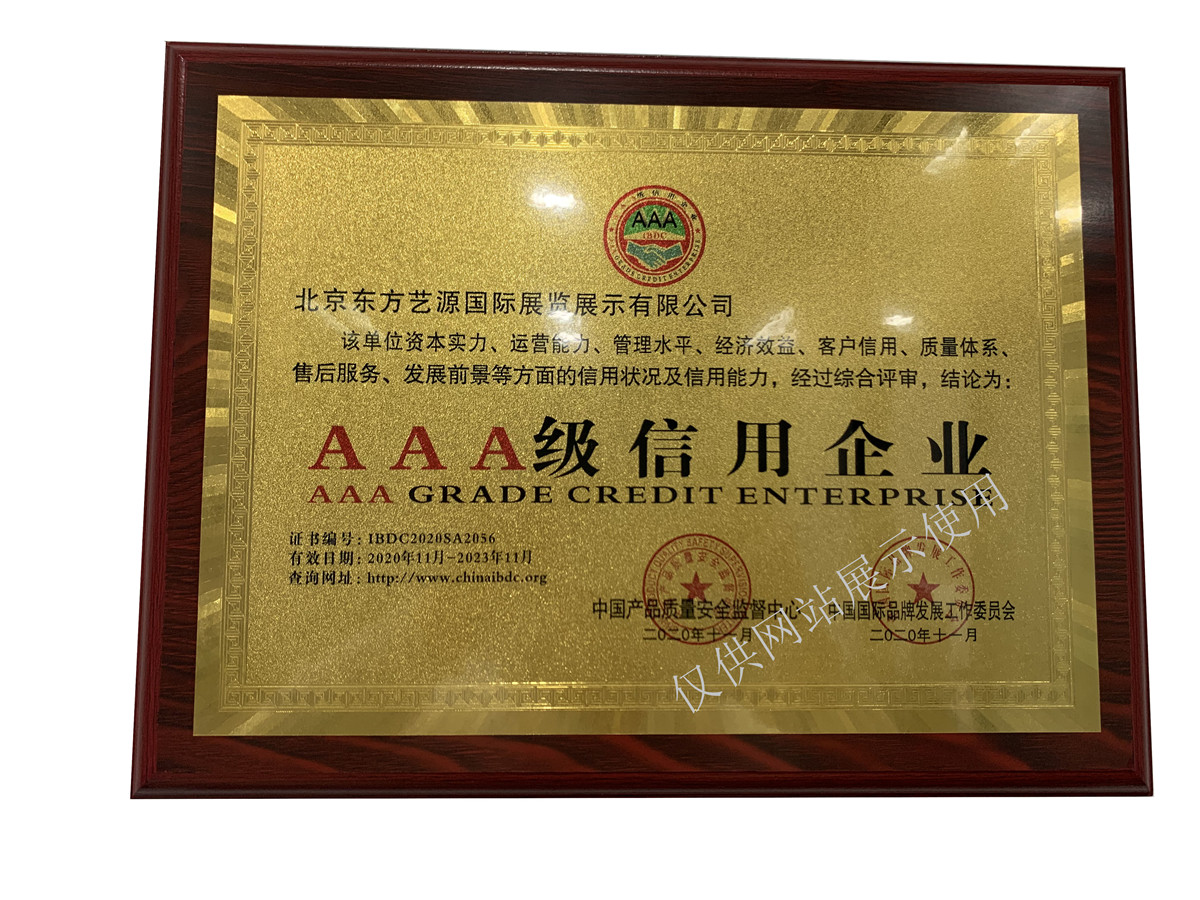 AAA
IBDC
AAA GRADE CREDIT ENTERPRISE
北京东方艺源国际展览展示有限公司
该单位资本实力、运营能力、管理水平、经济效益、客户信用、质量体系、
售后服务、发展前景等方面的信用状况及信用能力，经过综合评审，结论为：
AAA级信用企业
AAA GRADE CREDIT ENTERPRISE
证书编号：IBDC2020SA2056
有效日期：2020年11月-2023年11月
查询网址：http://www.chinaibdc.org
中国产品质量安全监督中心 中国国际品牌发展工作委员会
二〇二〇年十一月 二〇二〇年十一月
仅供网站展示使用